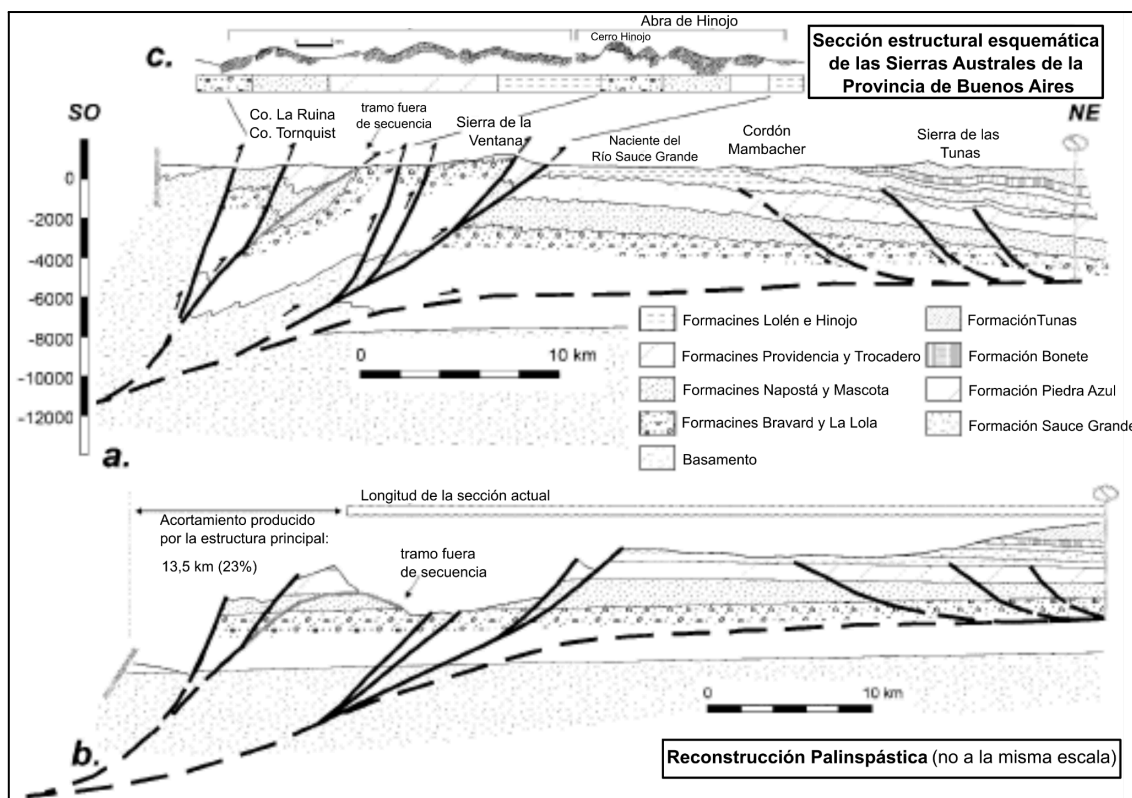 Abra de Hinojo
Cerro Hinojo
c.
Sección estructural esquemática
de las Sierras Australes de la
Provincia de Buenos Aires
SO
NE
Co. La Ruina
Co. Tornquist
tramo fuera
de secuencia
Sierra de la
Ventana
Naciente del
Río Sauce Grande
Cordón
Mambacher
Sierra de las
Tunas
0
-2000
-4000
-6000
-8000
-10000
-12000
0 10 km
a.
Formacines Lolén e Hinojo
Formacines Providencia y Trocadero
Formacines Napostá y Mascota
Formacines Bravard y La Lola
Basamento
FormaciónTunas
Formación Bonete
Formación Piedra Azul
Formación Sauce Grande
Longitud de la sección actual
Acortamiento producido
por la estructura principal:
13,5 km (23%)
tramo fuera
de secuencia
0 10 km
b.
Reconstrucción Palinspástica (no a la misma escala)